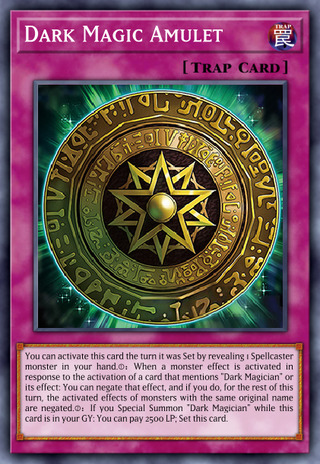 Dark Magic Amulet
TRAP
罠
[Trap Card]
You can activate this card the turn it was Set by revealing 1 Spellcaster
monster in your hand.①: When a monster effect is activated in
response to the activation of a card that mentions "Dark Magician" or
its effect: You can negate that effect, and if you do, for the rest of this
turn, the activated effects of monsters with the same original name
are negated.①: If you Special Summon "Dark Magician" while this
card is in your GY: You can pay 2500 LP; Set this card.